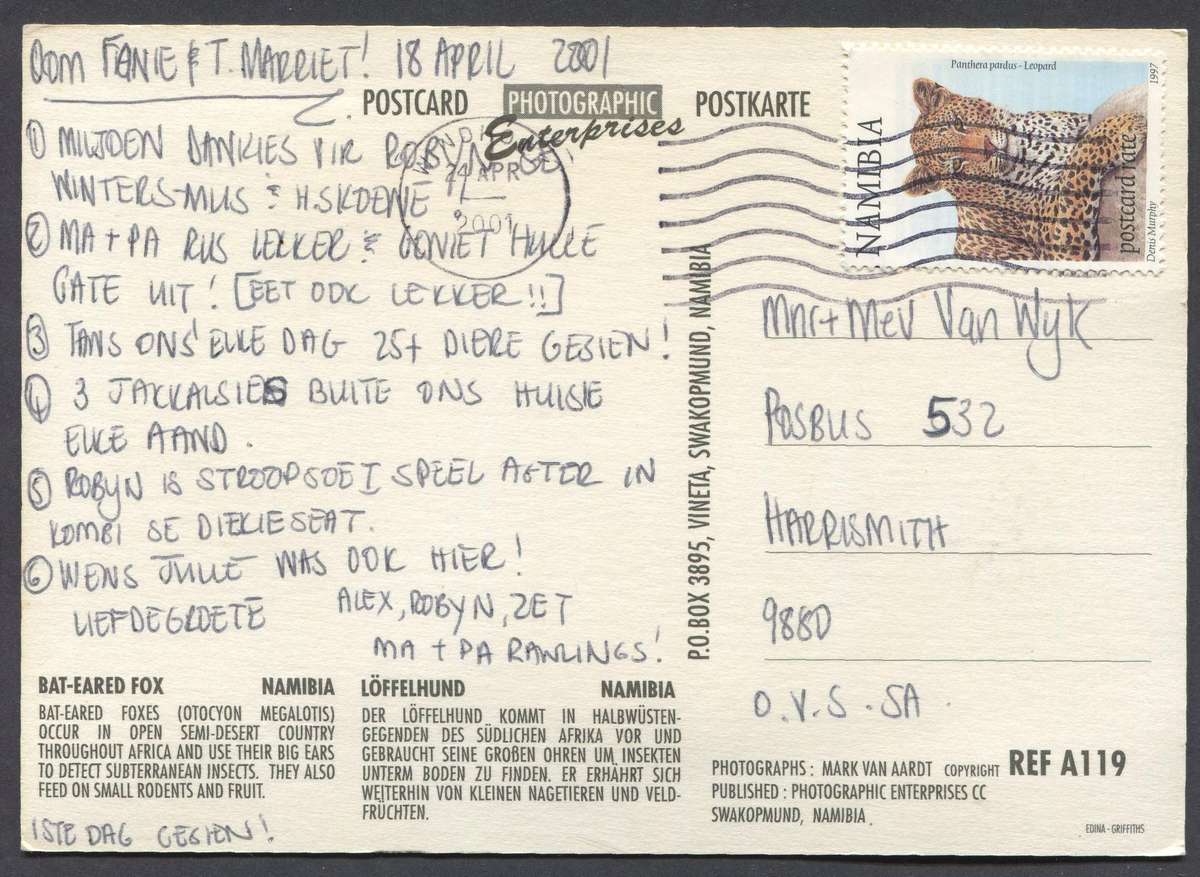 OOM FANIE & T. MARRIET! 18 APRIL 2001
POSTCARD PHOTOGRAPHIC Enterprises POSTKARTE
① MILJOEN DANKIES VIR ROBYN SE
WINTERS-MUS & H.SKOENE
② MA + PA RUS LEKKER & GENIET HULLE
GATE UIT! [EET OOK LEKKER!!]
③ TANS ONS ELKE DAG 25+ DIERE GESIEN!
④ 3 JAKKALSIES BUITE ONS HUISIE
ELKE AAND.
⑤ ROBYN IS STROOPSOET SPEEL AGTER IN
KOMBI SE DIEKIESEAT.
⑥ WENS JULLE WAS OOK HIER!
LIEFDEGROETE ALEX, ROBYN, ZET
MA + PA RAWLINGS!
BAT-EARED FOX NAMIBIA
BAT-EARED FOXES (OTOCYON MEGALOTIS)
OCCUR IN OPEN SEMI-DESERT COUNTRY
THROUGHOUT AFRICA AND USE THEIR BIG EARS
TO DETECT SUBTERRANEAN INSECTS. THEY ALSO
FEED ON SMALL RODENTS AND FRUIT.
1STE DAG GESIEN!
LÖFFELHUND NAMIBIA
DER LÖFFELHUND KOMMT IN HALBWÜSTEN-
GEGENDEN DES SÜDLICHEN AFRIKA VOR UND
GEBRAUCHT SEINE GROßEN OHREN UM INSEKTEN
UNTERM BODEN ZU FINDEN. ER ERHÄHRT SICH
WEITERHIN VON KLEINEN NAGETIEREN UND VELD-
FRÜCHTEN.
P.O.BOX 3895, VINETA, SWAKOPMUND, NAMIBIA
24 APR
2001
Panthera pardus - Leopard
1997
NAMIBIA
postcard rate
Denis Murphy
Mnr + Mev Van Wyk
POSBUS 532
HARRISMITH
9880
O.V.S. SA.
PHOTOGRAPHS : MARK VAN AARDT COPYRIGHT REF A119
PUBLISHED : PHOTOGRAPHIC ENTERPRISES CC
SWAKOPMUND, NAMIBIA.
EDINA - GRIFFITHS